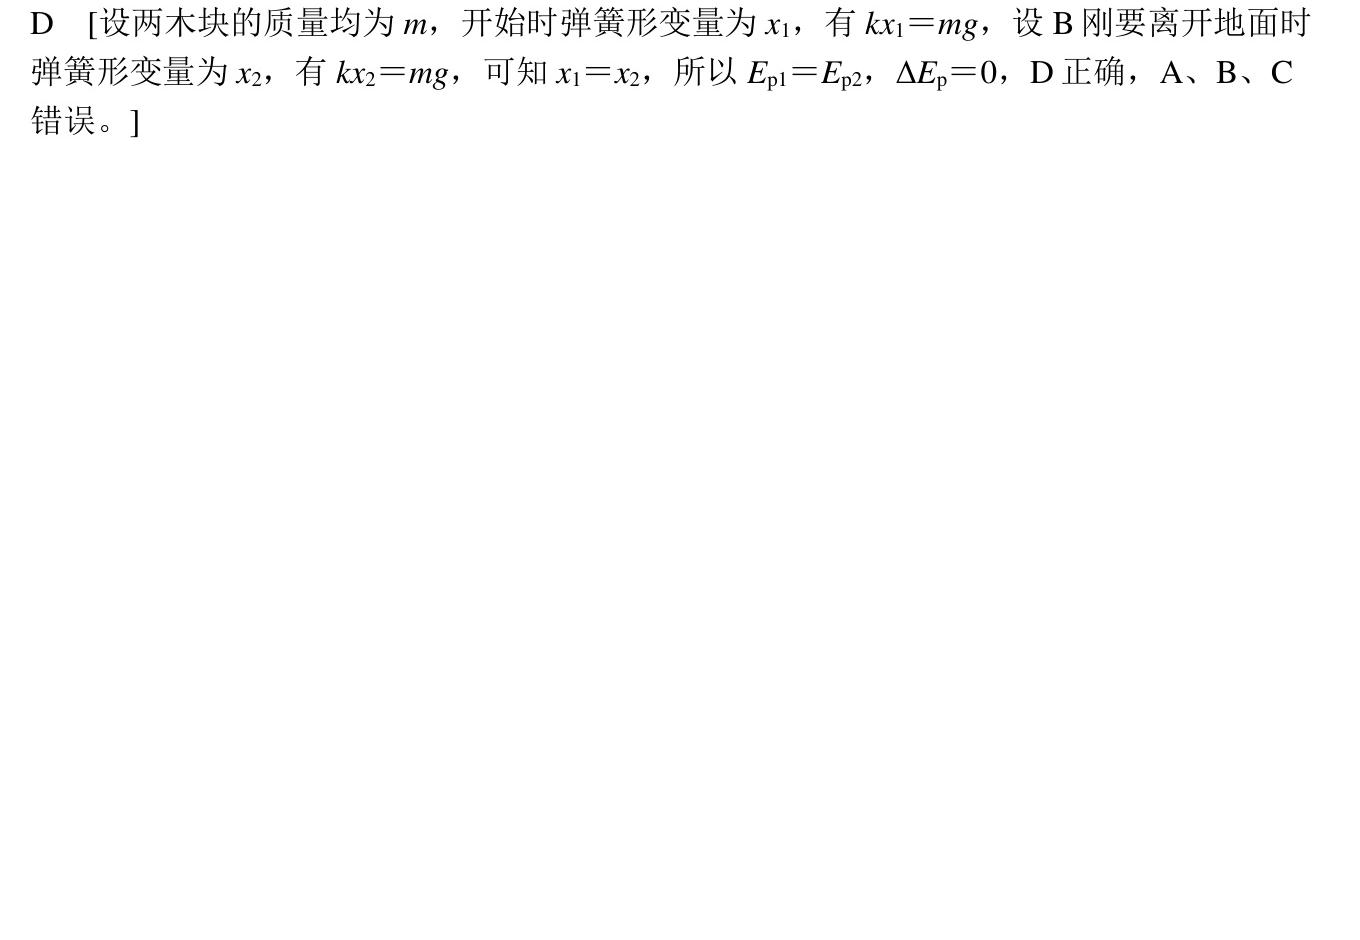 D [设两木块的质量均为 m，开始时弹簧形变量为 x₁，有 kx₁＝mg，设 B 刚要离开地面时
弹簧形变量为 x₂，有 kx₂＝mg，可知 x₁＝x₂，所以 Eₚ₁＝Eₚ₂，ΔEₚ＝0，D 正确，A、B、C
错误。]